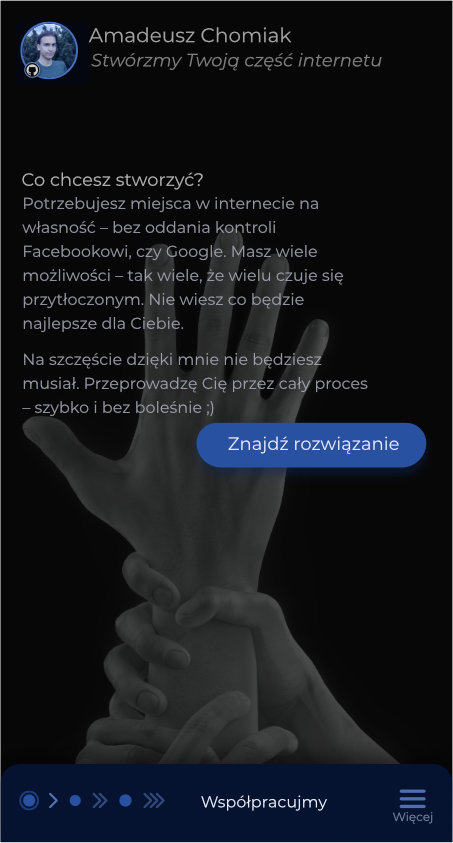 Amadeusz Chomiak
Stwórzmy Twoją część internetu
Co chcesz stworzyć?
Potrzebujesz miejsca w internecie na
własność – bez oddania kontroli
Facebookowi, czy Google. Masz wiele
możliwości – tak wiele, że wielu czuje się
przytłoczonym. Nie wiesz co będzie
najlepsze dla Ciebie.
Na szczęście dzięki mnie nie będziesz
musiał. Przeprowadzę Cię przez cały proces
– szybko i bez boleśnie ;)
Znajdź rozwiązanie
Współpracujmy
Więcej